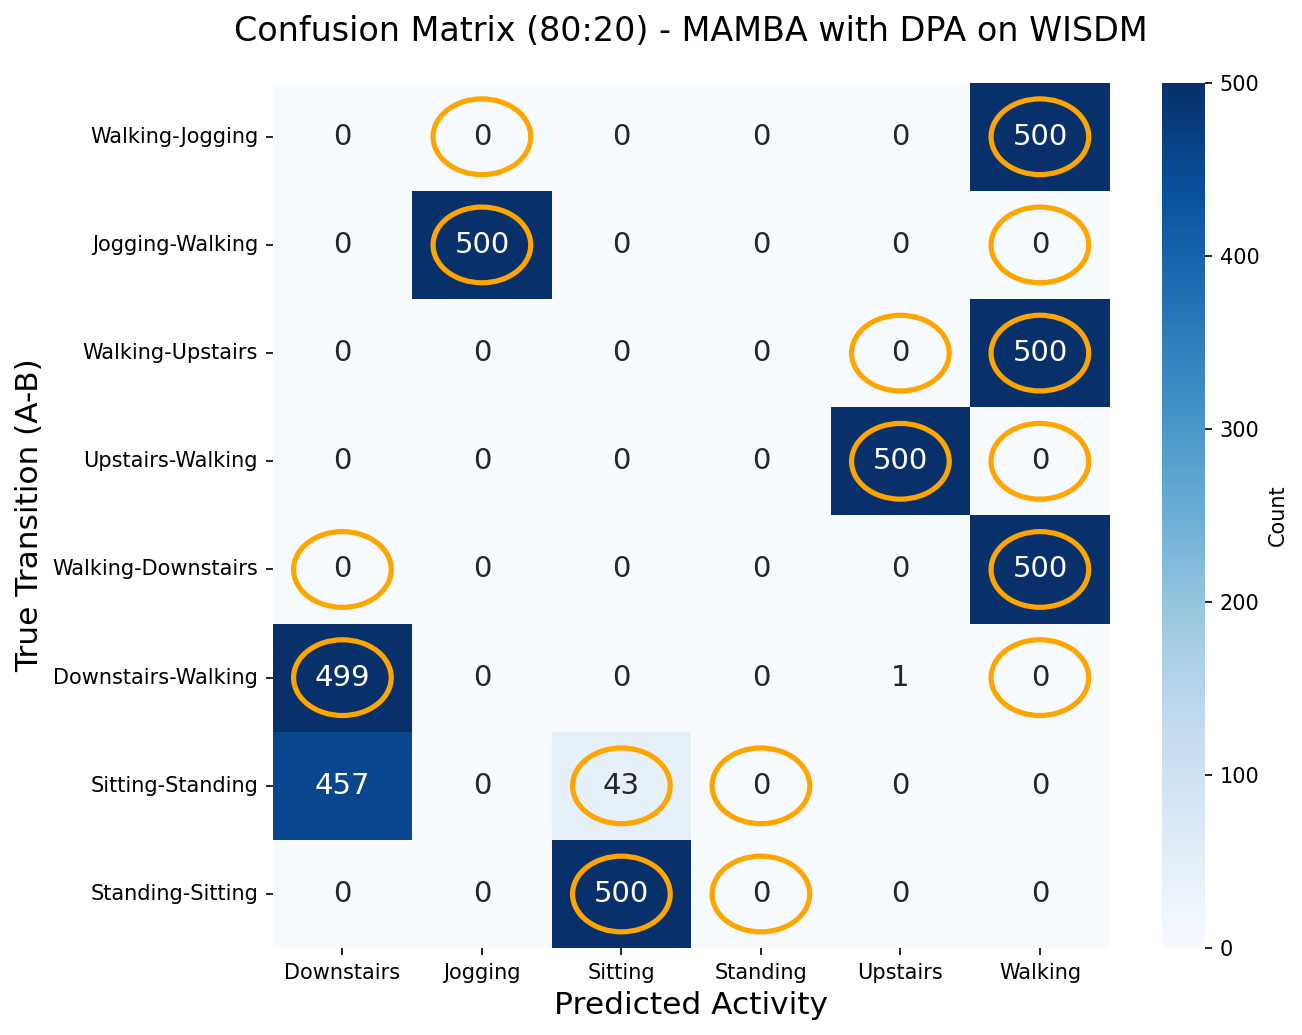 Confusion Matrix (80:20) - MAMBA with DPA on WISDM
True Transition (A-B)
Walking-Jogging 0 0 0 0 0 500
Jogging-Walking 0 500 0 0 0 0
Walking-Upstairs 0 0 0 0 0 500
Upstairs-Walking 0 0 0 0 500 0
Walking-Downstairs 0 0 0 0 0 500
Downstairs-Walking 499 0 0 0 1 0
Sitting-Standing 457 0 43 0 0 0
Standing-Sitting 0 0 500 0 0 0
Downstairs Jogging Sitting Standing Upstairs Walking
Predicted Activity
500
400
300
200
100
0
Count